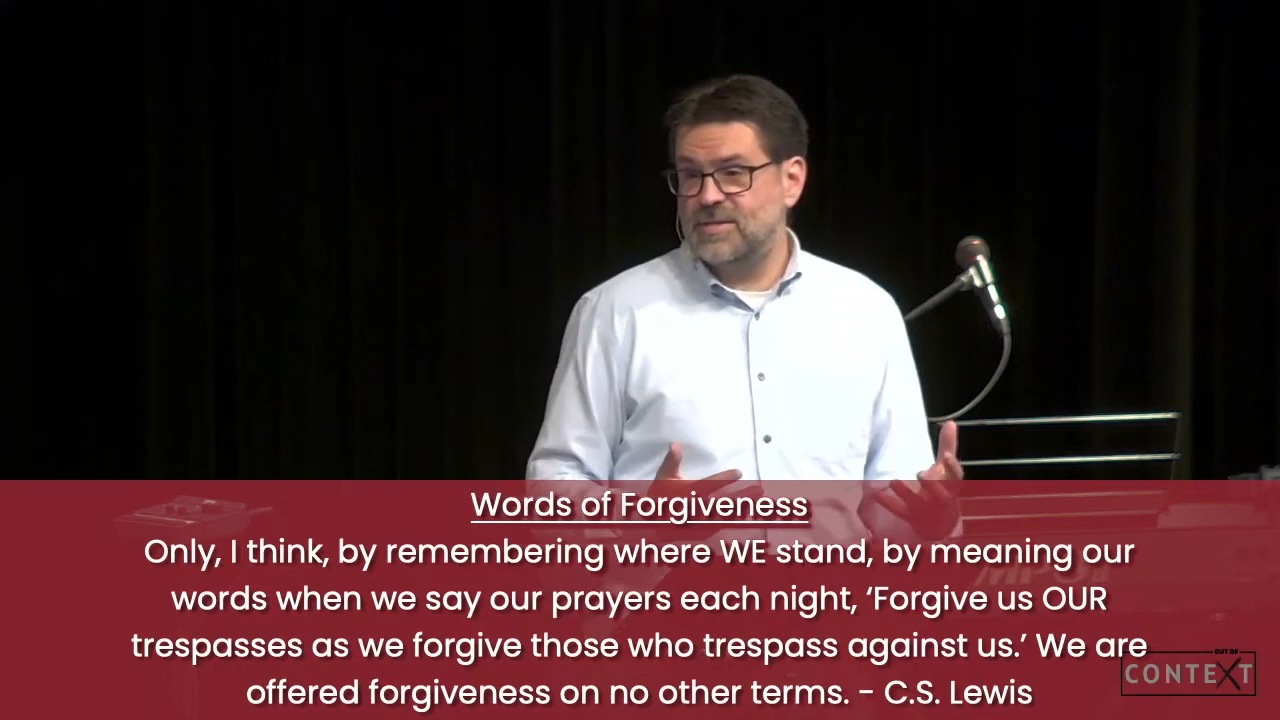 Words of Forgiveness
Only, I think, by remembering where WE stand, by meaning our
words when we say our prayers each night, ‘Forgive us OUR
trespasses as we forgive those who trespass against us.’ We are
offered forgiveness on no other terms. - C.S. Lewis
OUT OF
CONTEXT